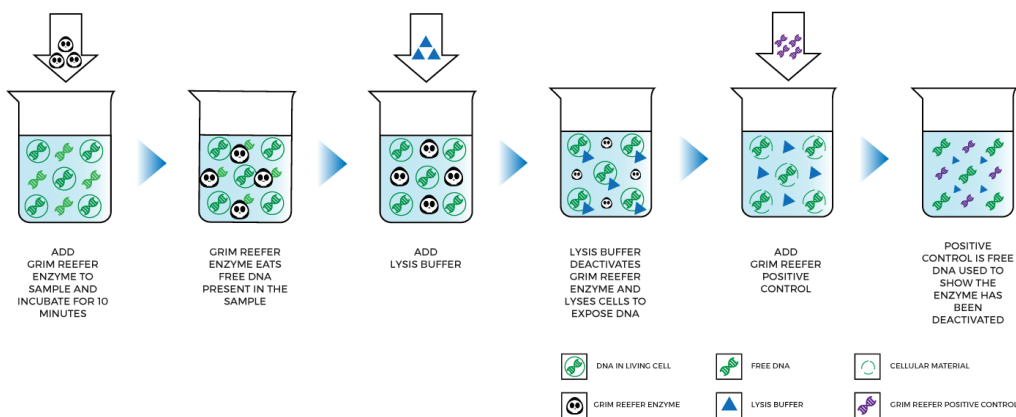 ADD
GRIM REEFER
ENZYME TO
SAMPLE AND
INCUBATE FOR 10
MINUTES
GRIM REEFER
ENZYME EATS
FREE DNA
PRESENT IN THE
SAMPLE
ADD
LYSIS BUFFER
LYSIS BUFFER
DEACTIVATES
GRIM REEFER
ENZYME AND
LYSES CELLS TO
EXPOSE DNA
ADD
GRIM REEFER
POSITIVE
CONTROL
POSITIVE
CONTROL IS FREE
DNA USED TO
SHOW THE
ENZYME HAS
BEEN
DEACTIVATED
DNA IN LIVING CELL
FREE DNA
CELLULAR MATERIAL
GRIM REEFER ENZYME
LYSIS BUFFER
GRIM REEFER POSITIVE CONTROL